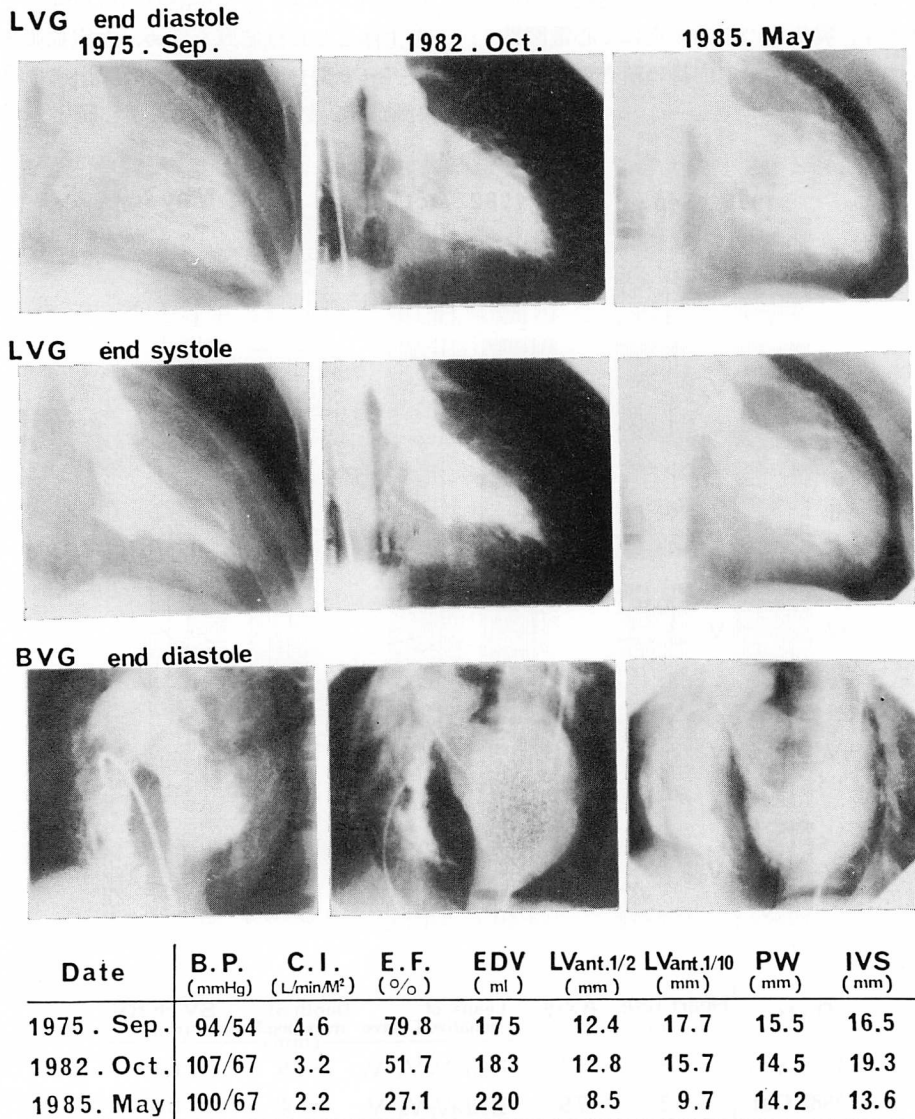 LVG end diastole
1975. Sep. 1982. Oct. 1985. May
LVG end systole
BVG end diastole
Date B.P. C.I. E.F. EDV LVant.1/2 LVant.1/10 PW IVS
(mmHg) (L/min/M²) (%) (ml) (mm) (mm) (mm) (mm)
1975. Sep. 94/54 4.6 79.8 175 12.4 17.7 15.5 16.5
1982. Oct. 107/67 3.2 51.7 183 12.8 15.7 14.5 19.3
1985. May 100/67 2.2 27.1 220 8.5 9.7 14.2 13.6